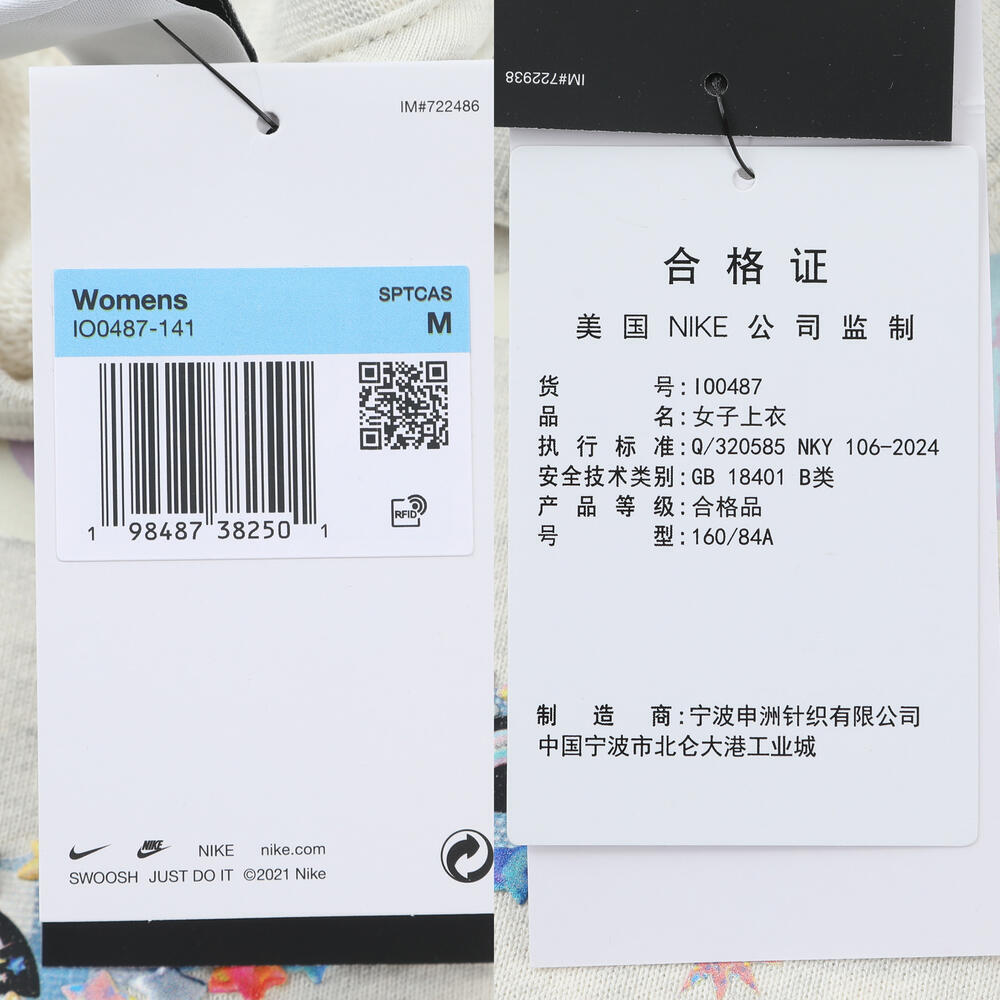 IM#722486
Womens
SPTCAS
IO0487-141
M
RFID
1 98487 38250 1
NIKE
NIKE nike.com
SWOOSH JUST DO IT ©2021 Nike
IM#722938
合格证
美国NIKE公司监制
货号:IO0487
品名:女子上衣
执行标准:Q/320585 NKY 106-2024
安全技术类别:GB 18401 B类
产品等级:合格品
号型:160/84A
制造商:宁波申洲针织有限公司
中国宁波市北仑大港工业城